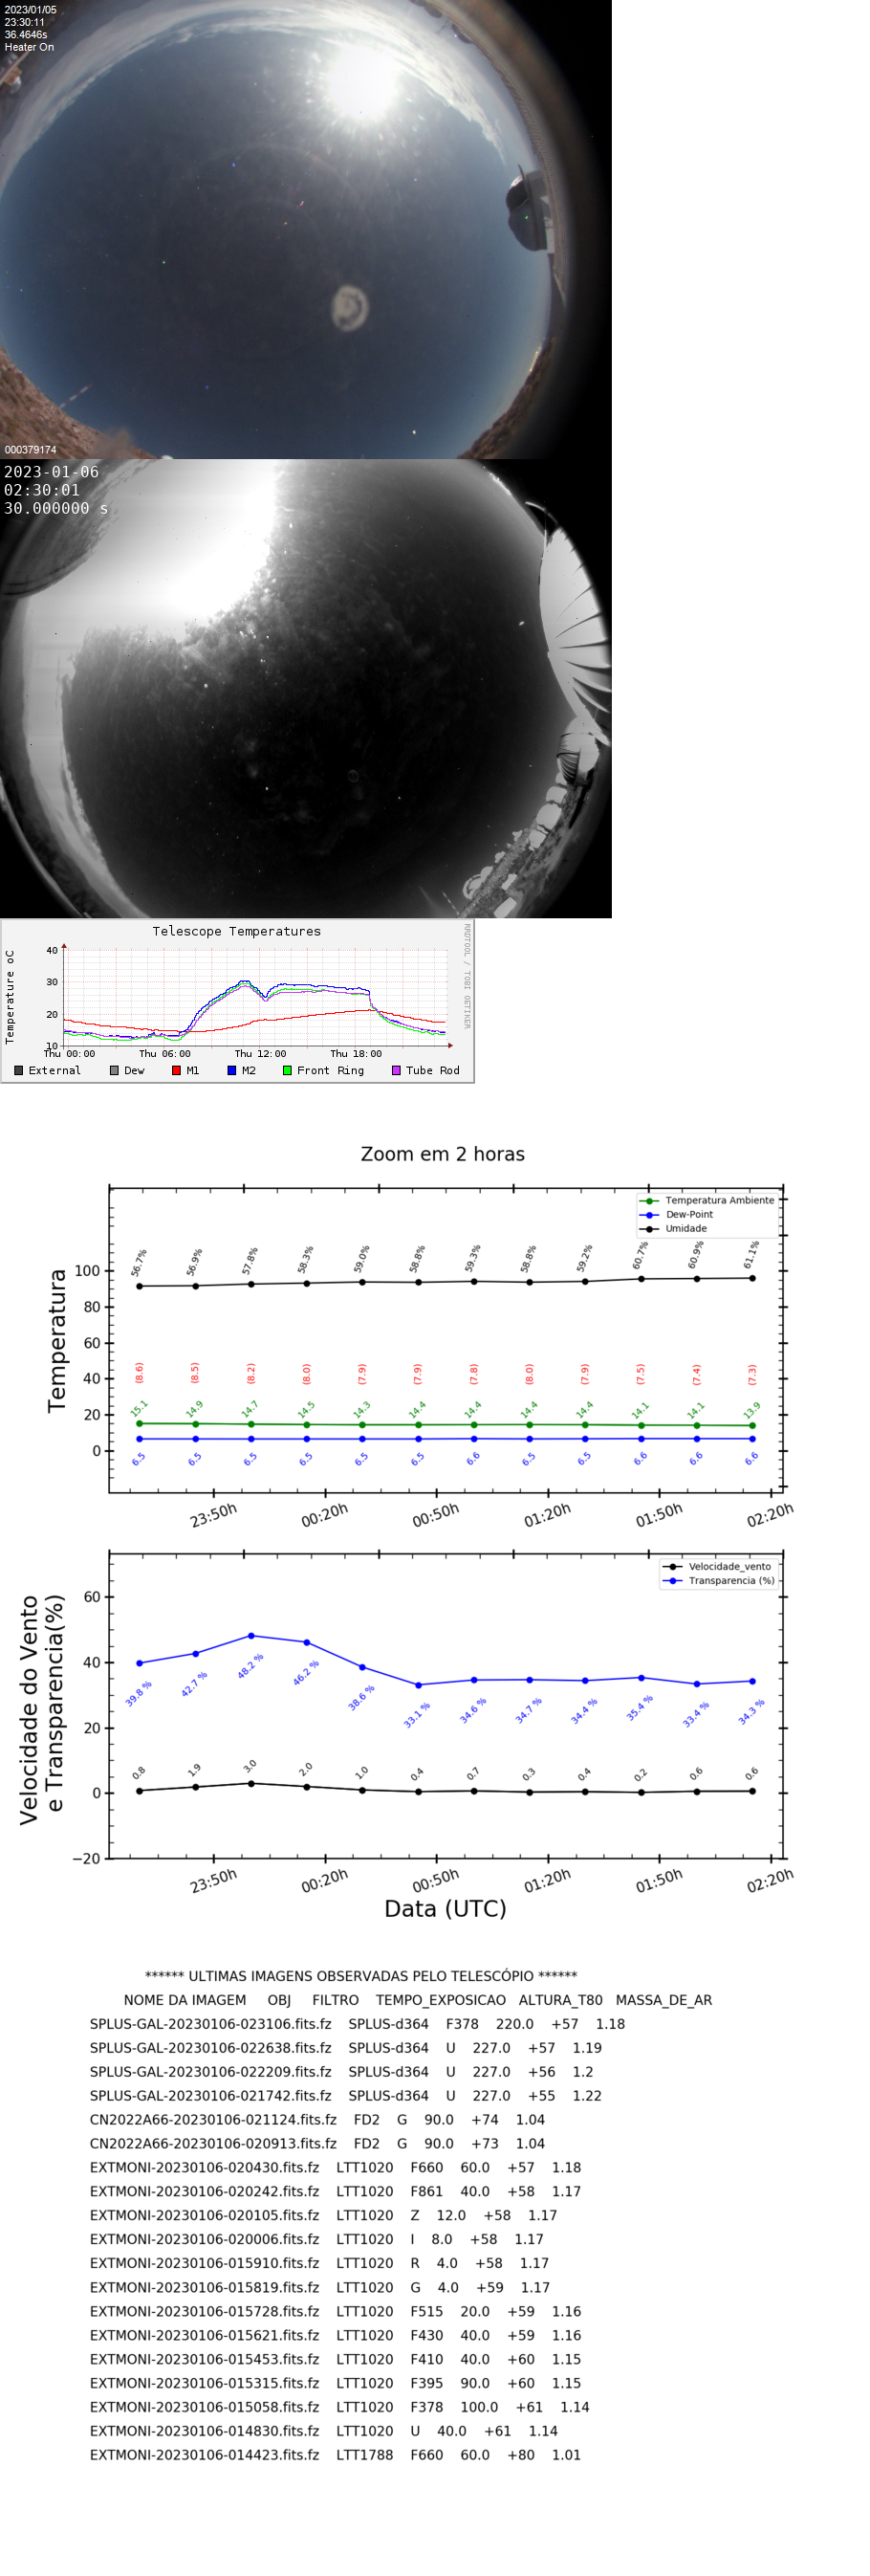 2023/01/05
23:30:11
36.4646s
Heater On
000379174
2023-01-06
02:30:01
30.000000 s
Telescope Temperatures
RRDTOOL / TOBI OETIKER
Temperature oC
40
30
20
10
Thu 00:00 Thu 06:00 Thu 12:00 Thu 18:00
External Dew M1 M2 Front Ring Tube Rod
Zoom em 2 horas
Temperatura Ambiente
Dew-Point
Umidade
Temperatura
100
80
60
40
20
0
56.7% 56.9% 57.8% 58.3% 59.0% 58.8% 59.3% 58.8% 59.2% 60.7% 60.9% 61.1%
(8.6) (8.5) (8.2) (8.0) (7.9) (7.9) (7.8) (8.0) (7.9) (7.5) (7.4) (7.3)
15.1 14.9 14.7 14.5 14.3 14.4 14.4 14.4 14.4 14.1 14.1 13.9
6.5 6.5 6.5 6.5 6.5 6.5 6.6 6.5 6.5 6.6 6.6 6.6
23:50h 00:20h 00:50h 01:20h 01:50h 02:20h
Velocidade_vento
Transparencia (%)
Velocidade do Vento
e Transparencia(%)
60
40
20
0
−20
39.8 % 42.7 % 48.2 % 46.2 % 38.6 % 33.1 % 34.6 % 34.7 % 34.4 % 35.4 % 33.4 % 34.3 %
0.8 1.9 3.0 2.0 1.0 0.4 0.7 0.3 0.4 0.2 0.6 0.6
23:50h 00:20h 00:50h 01:20h 01:50h 02:20h
Data (UTC)
****** ULTIMAS IMAGENS OBSERVADAS PELO TELESCÓPIO ******
NOME DA IMAGEM OBJ FILTRO TEMPO_EXPOSICAO ALTURA_T80 MASSA_DE_AR
SPLUS-GAL-20230106-023106.fits.fz SPLUS-d364 F378 220.0 +57 1.18
SPLUS-GAL-20230106-022638.fits.fz SPLUS-d364 U 227.0 +57 1.19
SPLUS-GAL-20230106-022209.fits.fz SPLUS-d364 U 227.0 +56 1.2
SPLUS-GAL-20230106-021742.fits.fz SPLUS-d364 U 227.0 +55 1.22
CN2022A66-20230106-021124.fits.fz FD2 G 90.0 +74 1.04
CN2022A66-20230106-020913.fits.fz FD2 G 90.0 +73 1.04
EXTMONI-20230106-020430.fits.fz LTT1020 F660 60.0 +57 1.18
EXTMONI-20230106-020242.fits.fz LTT1020 F861 40.0 +58 1.17
EXTMONI-20230106-020105.fits.fz LTT1020 Z 12.0 +58 1.17
EXTMONI-20230106-020006.fits.fz LTT1020 I 8.0 +58 1.17
EXTMONI-20230106-015910.fits.fz LTT1020 R 4.0 +58 1.17
EXTMONI-20230106-015819.fits.fz LTT1020 G 4.0 +59 1.17
EXTMONI-20230106-015728.fits.fz LTT1020 F515 20.0 +59 1.16
EXTMONI-20230106-015621.fits.fz LTT1020 F430 40.0 +59 1.16
EXTMONI-20230106-015453.fits.fz LTT1020 F410 40.0 +60 1.15
EXTMONI-20230106-015315.fits.fz LTT1020 F395 90.0 +60 1.15
EXTMONI-20230106-015058.fits.fz LTT1020 F378 100.0 +61 1.14
EXTMONI-20230106-014830.fits.fz LTT1020 U 40.0 +61 1.14
EXTMONI-20230106-014423.fits.fz LTT1788 F660 60.0 +80 1.01